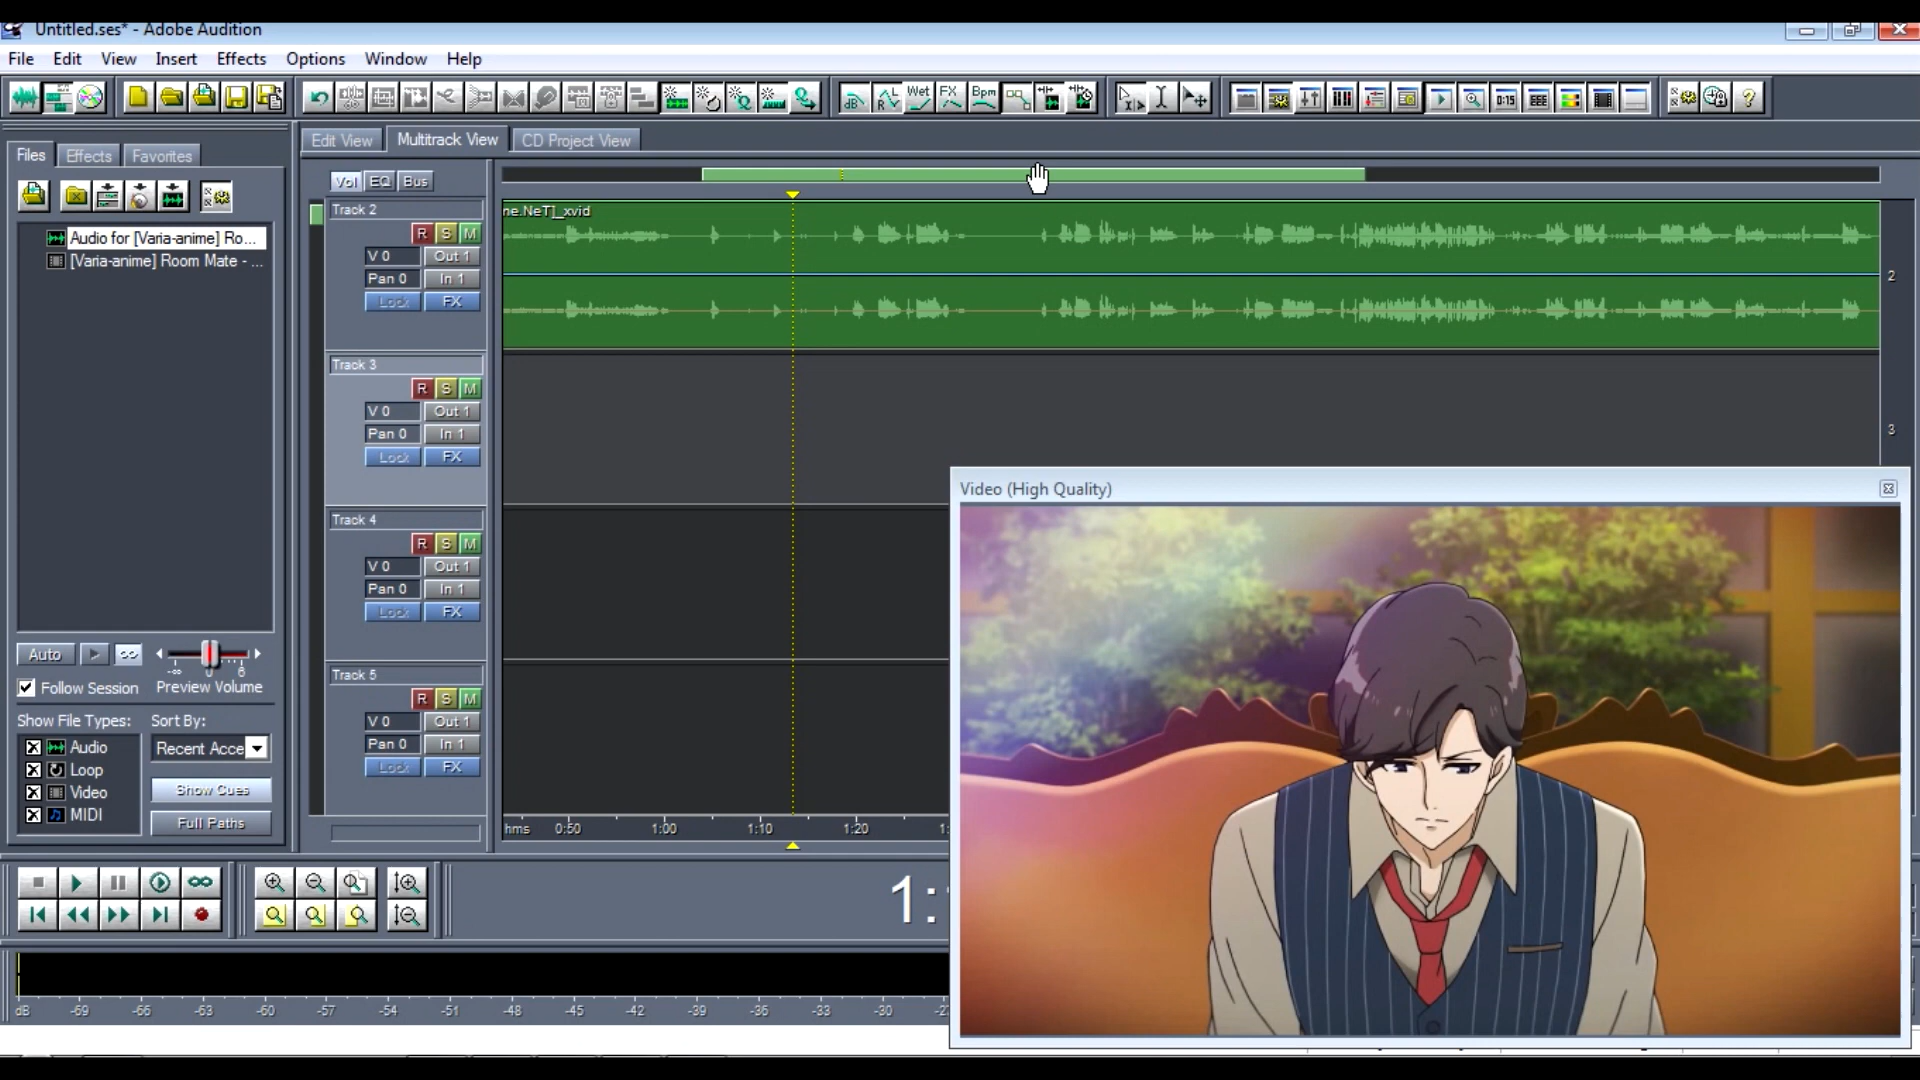 Untitled.ses* - Adobe Audition
File Edit View Insert Effects Options Window Help
Wet FX Bpm
Files Effects Favorites
Edit View Multitrack View CD Project View
Vol EQ Bus
Audio for [Varia-anime] Ro...
[Varia-anime] Room Mate - ...
Auto
Follow Session Preview Volume
Show File Types: Sort By:
Audio Recent Acce
Loop
Video Show Cues
MIDI Full Paths
Track 2
R S M
V 0 Out 1
Pan 0 In 1
Lock FX
Track 3
R S M
V 0 Out 1
Pan 0 In 1
Lock FX
Track 4
R S M
V 0 Out 1
Pan 0 In 1
Lock FX
Track 5
R S M
V 0 Out 1
Pan 0 In 1
Lock FX
ne.NeT]_xvid
2
3
hms 0:50 1:00 1:10 1:20 1:
Video (High Quality)
1:
dB -69 -66 -63 -60 -57 -54 -51 -48 -45 -42 -39 -36 -33 -30